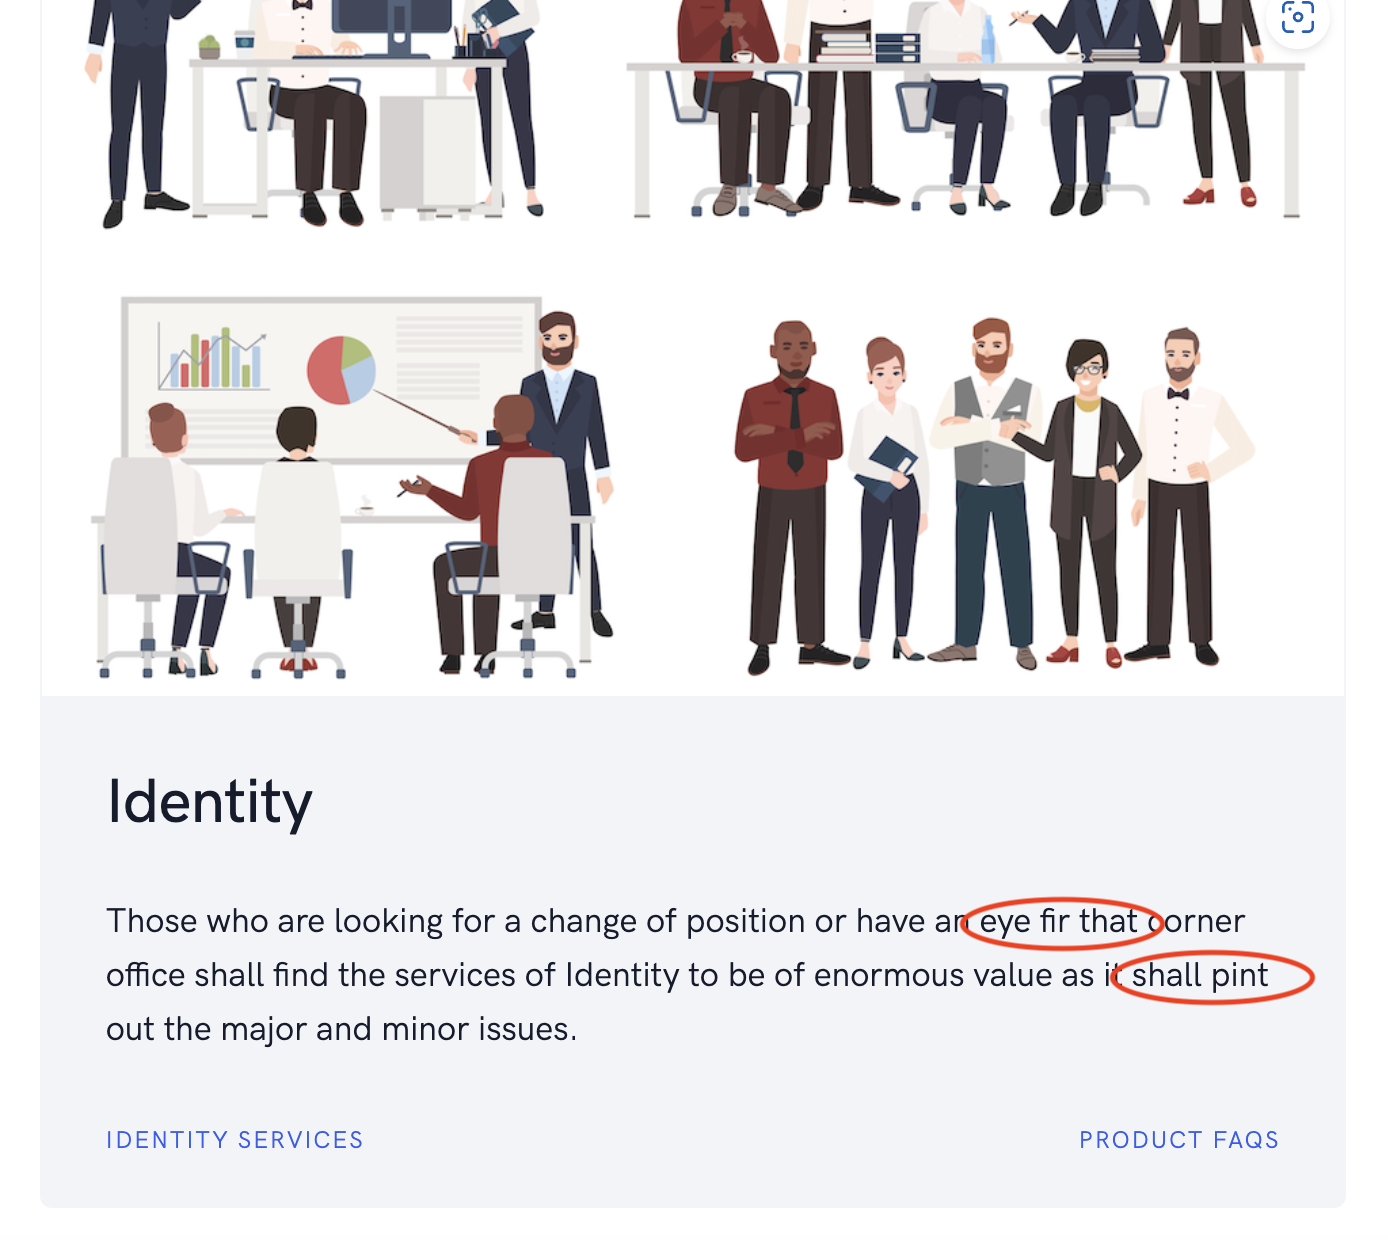 Identity
Those who are looking for a change of position or have an eye fir that corner
office shall find the services of Identity to be of enormous value as it shall pint
out the major and minor issues.
IDENTITY SERVICES
PRODUCT FAQS